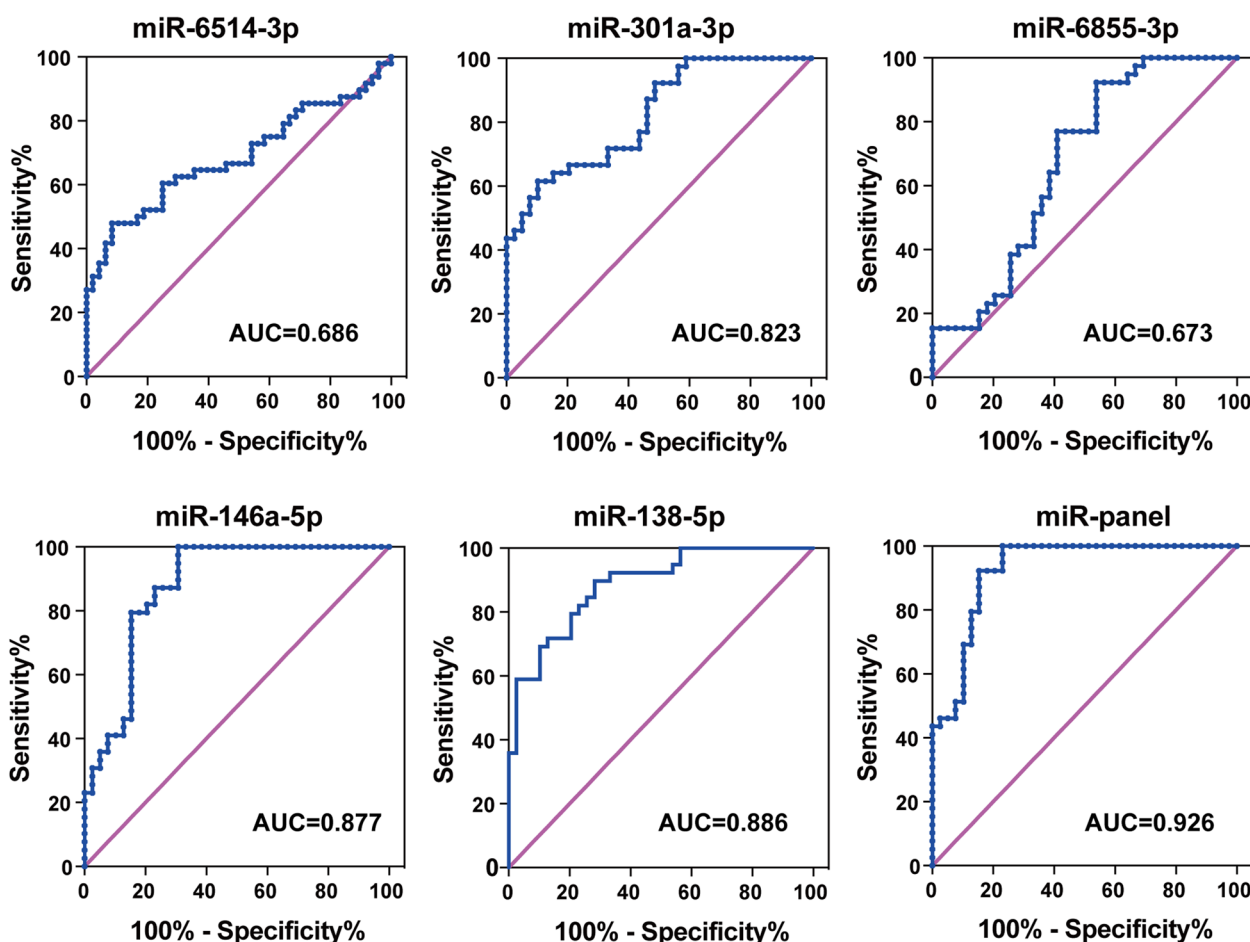 miR-6514-3p
Sensitivity%
100
80
60
40
20
0
AUC=0.686
0 20 40 60 80 100
100% - Specificity%
miR-301a-3p
Sensitivity%
100
80
60
40
20
0
AUC=0.823
0 20 40 60 80 100
100% - Specificity%
miR-6855-3p
Sensitivity%
100
80
60
40
20
0
AUC=0.673
0 20 40 60 80 100
100% - Specificity%
miR-146a-5p
Sensitivity%
100
80
60
40
20
0
AUC=0.877
0 20 40 60 80 100
100% - Specificity%
miR-138-5p
Sensitivity%
100
80
60
40
20
0
AUC=0.886
0 20 40 60 80 100
100% - Specificity%
miR-panel
Sensitivity%
100
80
60
40
20
0
AUC=0.926
0 20 40 60 80 100
100% - Specificity%